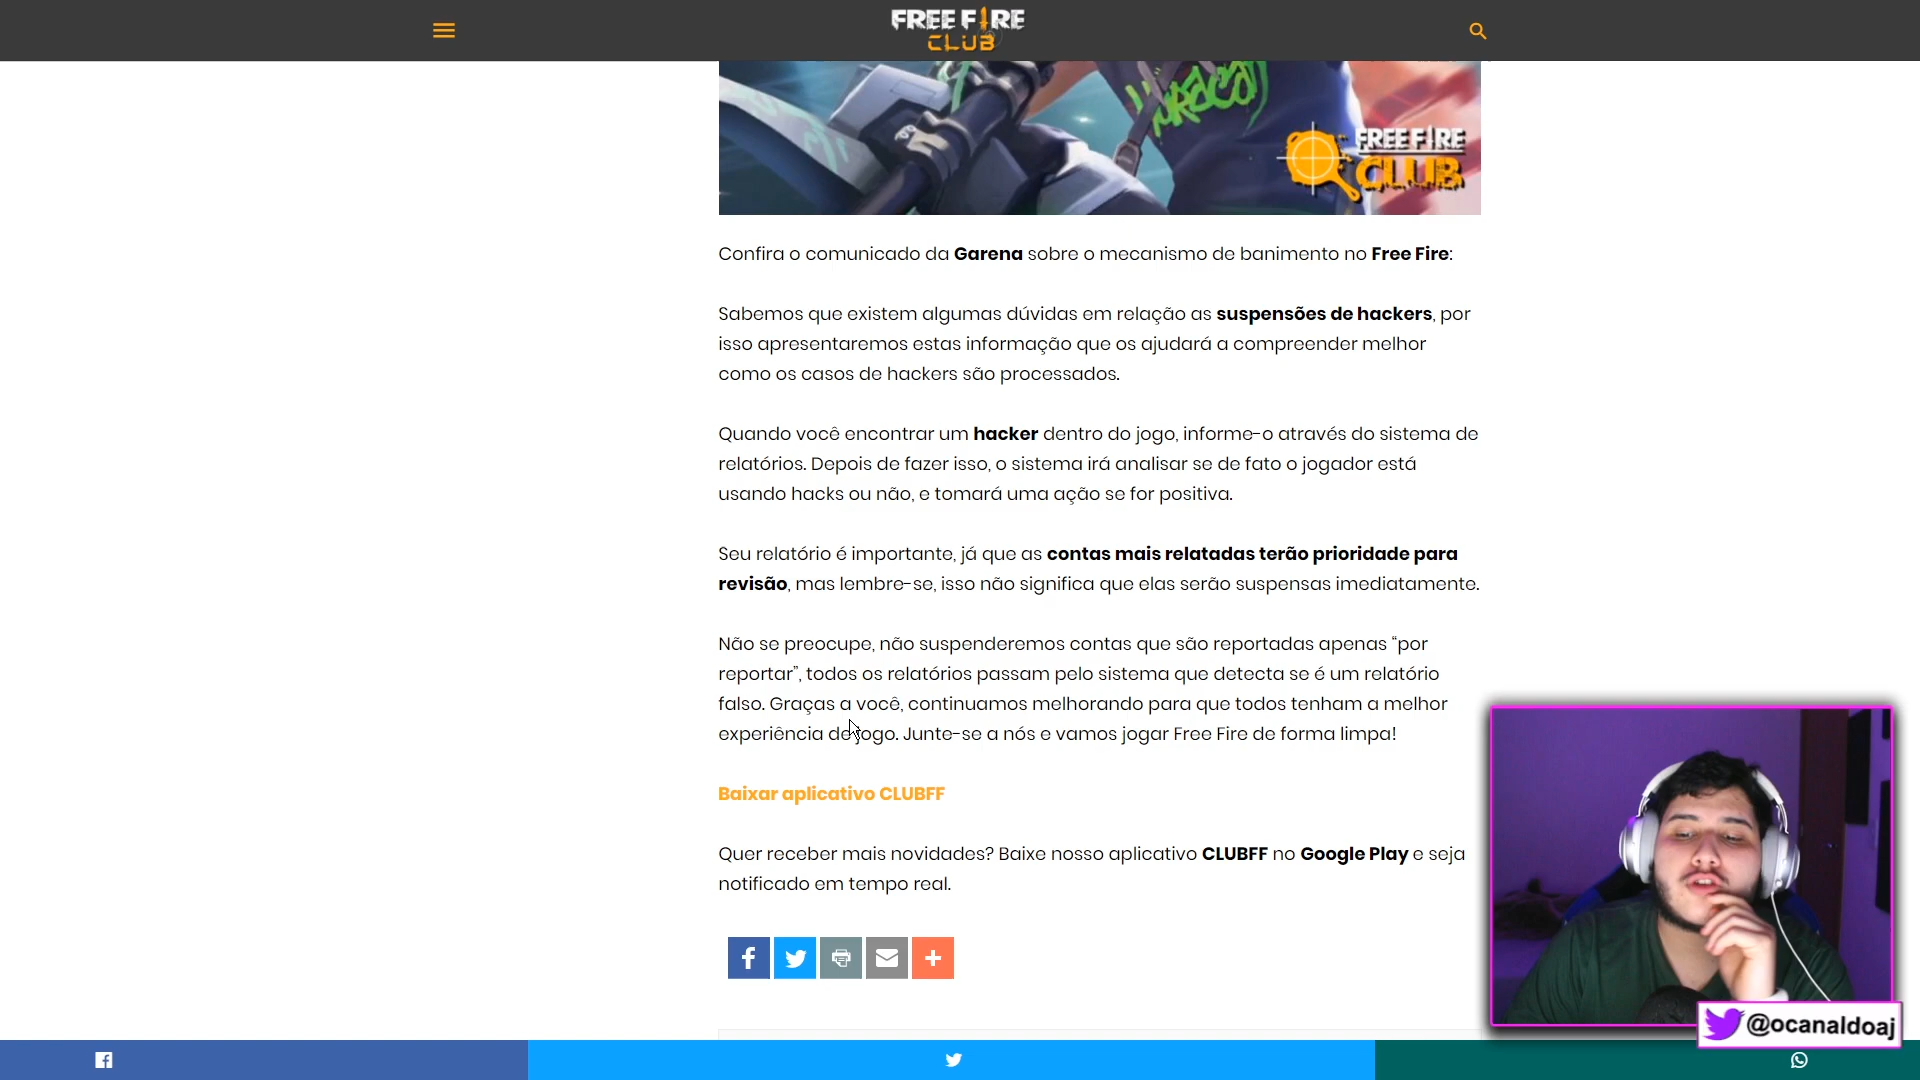 FREE FIRE
CLUB
FREE FIRE
CLUB
Confira o comunicado da Garena sobre o mecanismo de banimento no Free Fire:
Sabemos que existem algumas dúvidas em relação as suspensões de hackers, por
isso apresentaremos estas informação que os ajudará a compreender melhor
como os casos de hackers são processados.
Quando você encontrar um hacker dentro do jogo, informe-o através do sistema de
relatórios. Depois de fazer isso, o sistema irá analisar se de fato o jogador está
usando hacks ou não, e tomará uma ação se for positiva.
Seu relatório é importante, já que as contas mais relatadas terão prioridade para
revisão, mas lembre-se, isso não significa que elas serão suspensas imediatamente.
Não se preocupe, não suspenderemos contas que são reportadas apenas “por
reportar”, todos os relatórios passam pelo sistema que detecta se é um relatório
falso. Graças a você, continuamos melhorando para que todos tenham a melhor
experiência de jogo. Junte-se a nós e vamos jogar Free Fire de forma limpa!
Baixar aplicativo CLUBFF
Quer receber mais novidades? Baixe nosso aplicativo CLUBFF no Google Play e seja
notificado em tempo real.
@ocanaldoaj